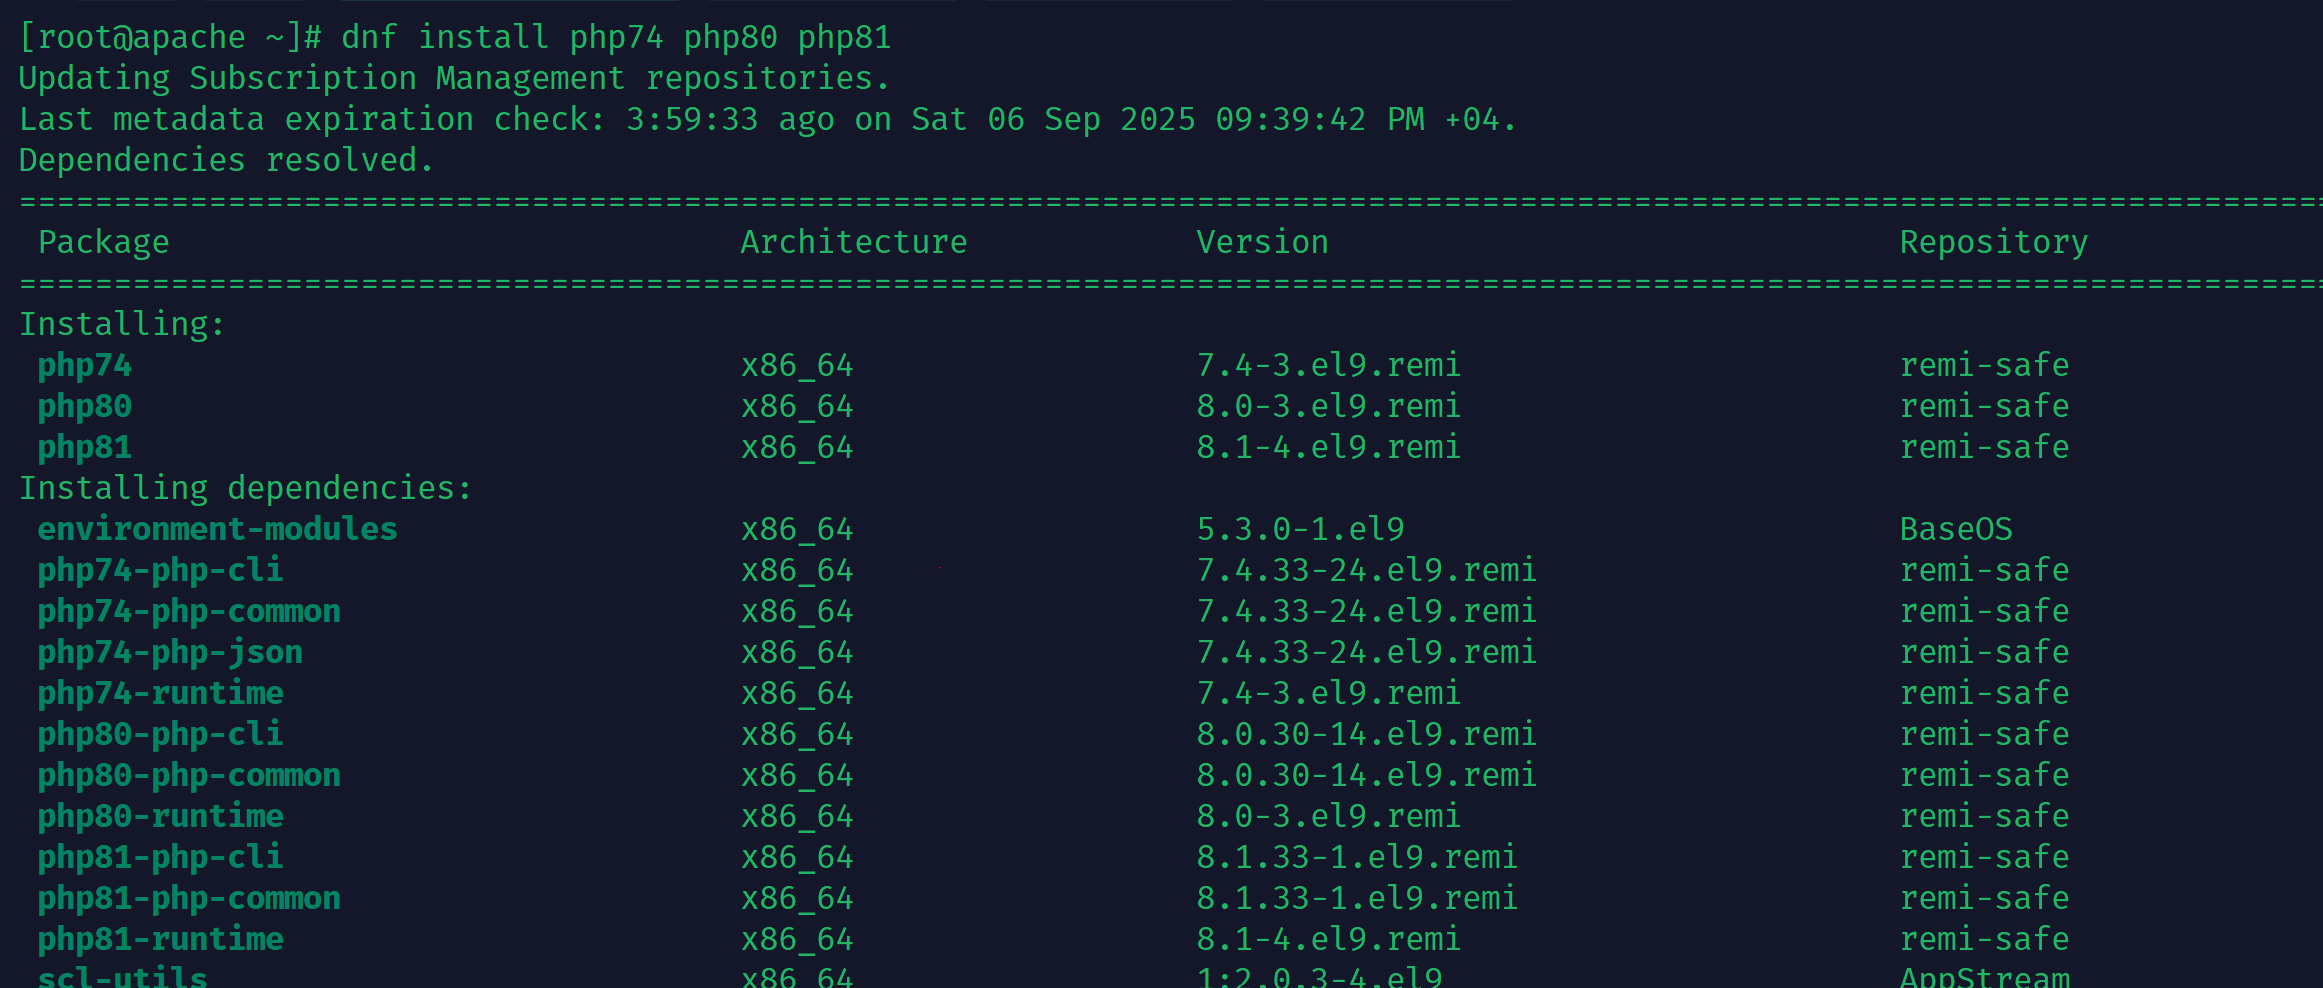 [root@apache ~]# dnf install php74 php80 php81
Updating Subscription Management repositories.
Last metadata expiration check: 3:59:33 ago on Sat 06 Sep 2025 09:39:42 PM +04.
Dependencies resolved.
==========================================================================================================================
Package Architecture Version Repository
==========================================================================================================================
Installing:
php74 x86_64 7.4-3.el9.remi remi-safe
php80 x86_64 8.0-3.el9.remi remi-safe
php81 x86_64 8.1-4.el9.remi remi-safe
Installing dependencies:
environment-modules x86_64 5.3.0-1.el9 BaseOS
php74-php-cli x86_64 7.4.33-24.el9.remi remi-safe
php74-php-common x86_64 7.4.33-24.el9.remi remi-safe
php74-php-json x86_64 7.4.33-24.el9.remi remi-safe
php74-runtime x86_64 7.4-3.el9.remi remi-safe
php80-php-cli x86_64 8.0.30-14.el9.remi remi-safe
php80-php-common x86_64 8.0.30-14.el9.remi remi-safe
php80-runtime x86_64 8.0-3.el9.remi remi-safe
php81-php-cli x86_64 8.1.33-1.el9.remi remi-safe
php81-php-common x86_64 8.1.33-1.el9.remi remi-safe
php81-runtime x86_64 8.1-4.el9.remi remi-safe
scl-utils x86_64 1:2.0.3-4.el9 AppStream